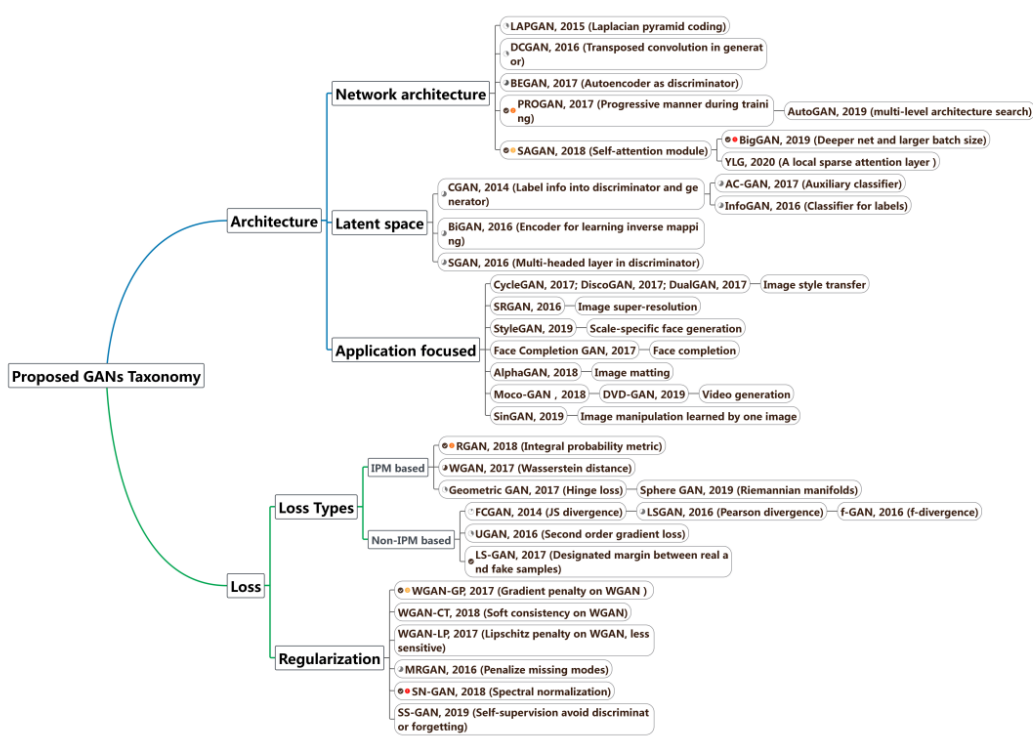 Proposed GANs Taxonomy
Architecture
Network architecture
LAPGAN, 2015 (Laplacian pyramid coding)
DCGAN, 2016 (Transposed convolution in generat
or)
BEGAN, 2017 (Autoencoder as discriminator)
PROGAN, 2017 (Progressive manner during traini
ng)
AutoGAN, 2019 (multi-level architecture search)
SAGAN, 2018 (Self-attention module)
BigGAN, 2019 (Deeper net and larger batch size)
YLG, 2020 (A local sparse attention layer )
Latent space
CGAN, 2014 (Label info into discriminator and ge
nerator)
AC-GAN, 2017 (Auxiliary classifier)
InfoGAN, 2016 (Classifier for labels)
BiGAN, 2016 (Encoder for learning inverse mappi
ng)
SGAN, 2016 (Multi-headed layer in discriminator)
Application focused
CycleGAN, 2017; DiscoGAN, 2017; DualGAN, 2017
Image style transfer
SRGAN, 2016
Image super-resolution
StyleGAN, 2019
Scale-specific face generation
Face Completion GAN, 2017
Face completion
AlphaGAN, 2018
Image matting
Moco-GAN , 2018
DVD-GAN, 2019
Video generation
SinGAN, 2019
Image manipulation learned by one image
Loss
Loss Types
IPM based
RGAN, 2018 (Integral probability metric)
WGAN, 2017 (Wasserstein distance)
Geometric GAN, 2017 (Hinge loss)
Sphere GAN, 2019 (Riemannian manifolds)
Non-IPM based
FCGAN, 2014 (JS divergence)
LSGAN, 2016 (Pearson divergence)
f-GAN, 2016 (f-divergence)
UGAN, 2016 (Second order gradient loss)
LS-GAN, 2017 (Designated margin between real a
nd fake samples)
Regularization
WGAN-GP, 2017 (Gradient penalty on WGAN )
WGAN-CT, 2018 (Soft consistency on WGAN)
WGAN-LP, 2017 (Lipschitz penalty on WGAN, less
sensitive)
MRGAN, 2016 (Penalize missing modes)
SN-GAN, 2018 (Spectral normalization)
SS-GAN, 2019 (Self-supervision avoid discriminat
or forgetting)